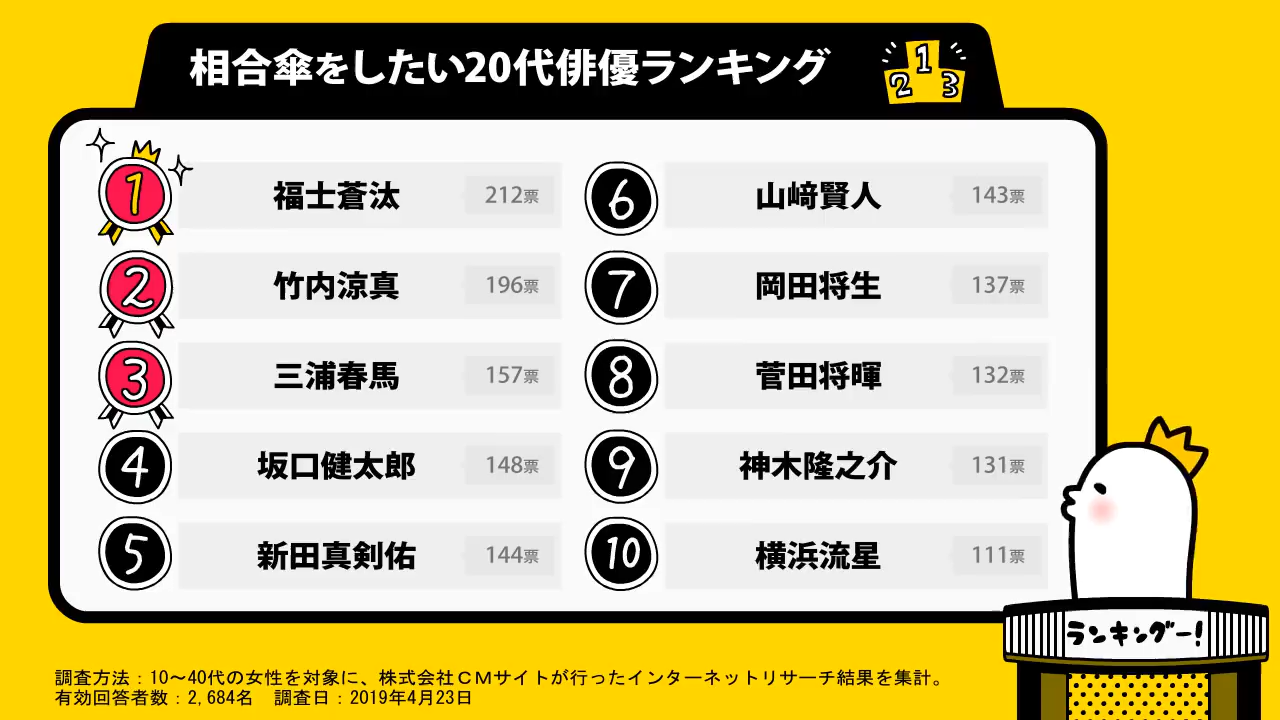 相合傘をしたい20代俳優ランキング
1
2
3
1
福士蒼汰
212票
2
竹内涼真
196票
3
三浦春馬
157票
4
坂口健太郎
148票
5
新田真剣佑
144票
6
山﨑賢人
143票
7
岡田将生
137票
8
菅田将暉
132票
9
神木隆之介
131票
10
横浜流星
111票
ランキングー!
調査方法:10〜40代の女性を対象に、株式会社CMサイトが行ったインターネットリサーチ結果を集計。
有効回答者数:2,684名 調査日:2019年4月23日